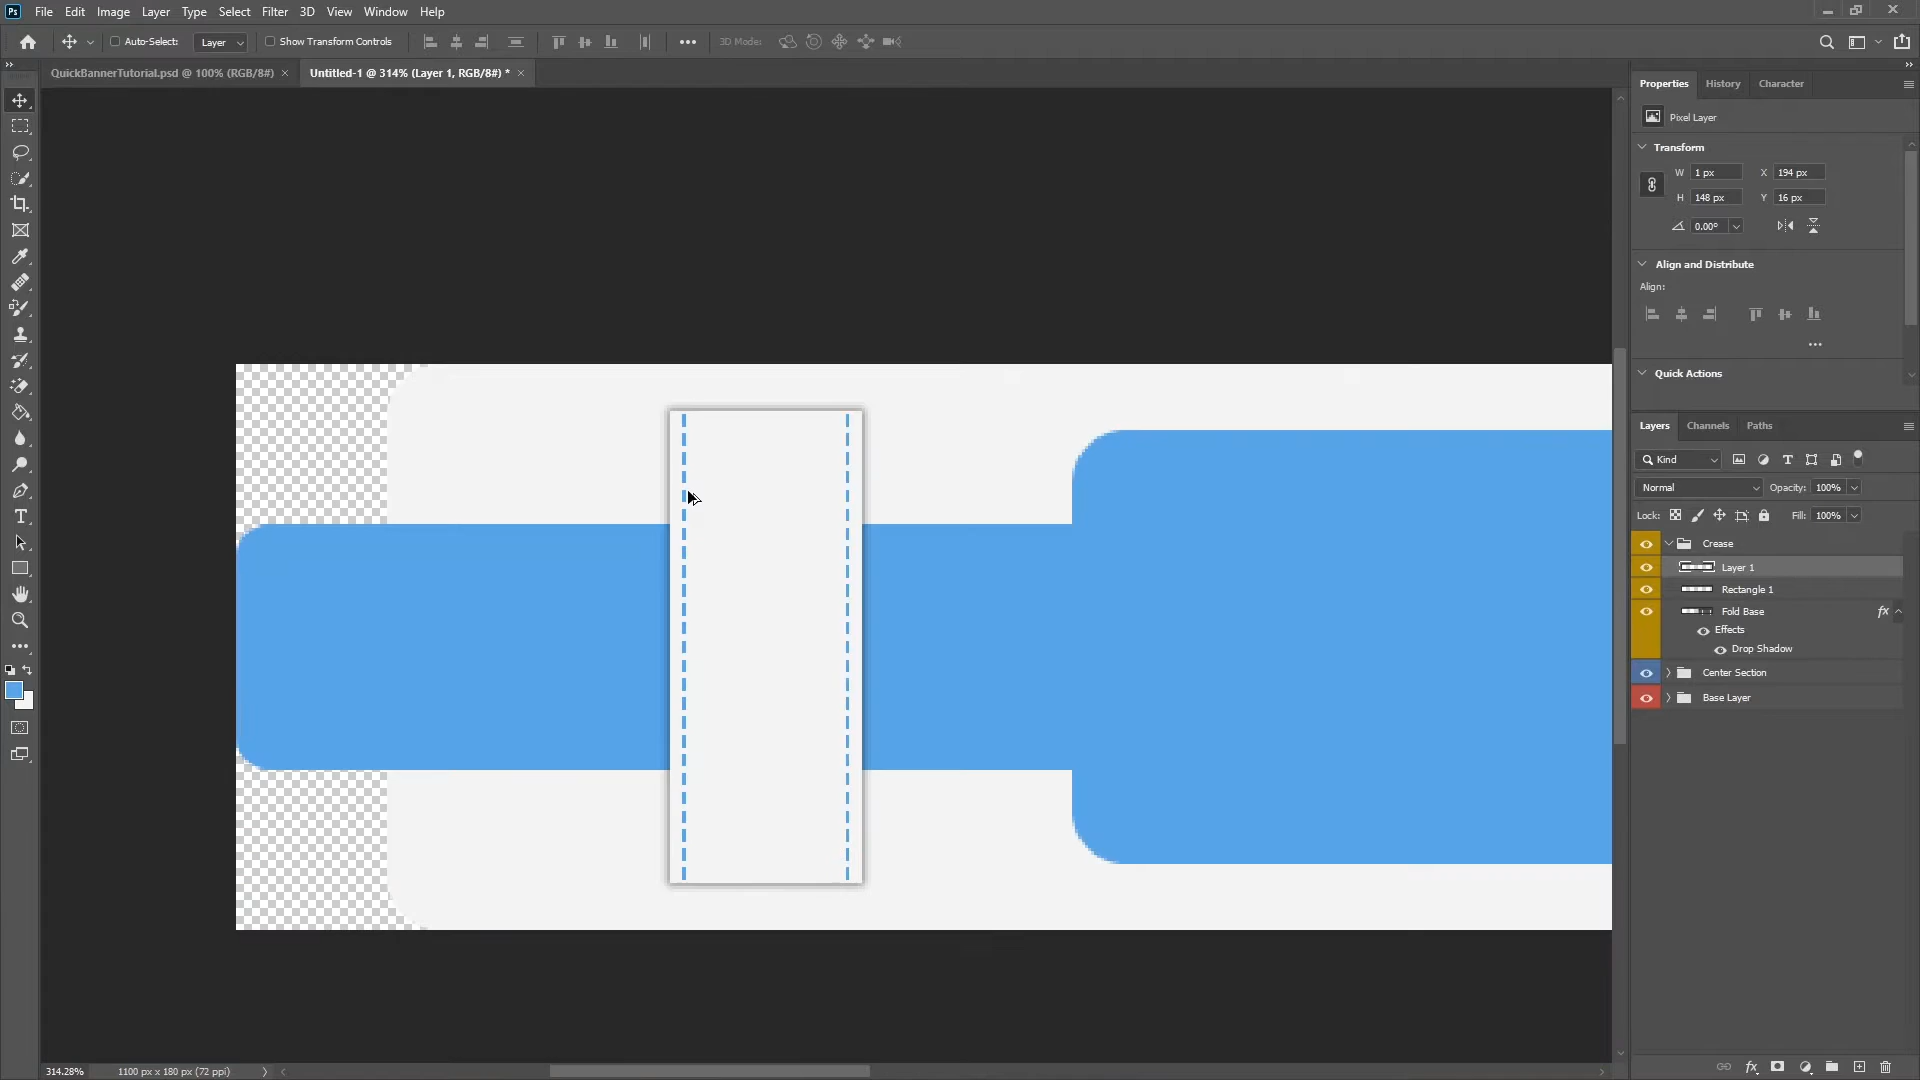 Ps File Edit Image Layer Type Select Filter 3D View Window Help
Auto-Select: Layer Show Transform Controls 3D Mode:
QuickBannerTutorial.psd @ 100% (RGB/8#) × Untitled-1 @ 314% (Layer 1, RGB/8#) * ×
Properties History Character
Pixel Layer
Transform
W 1 px X 194 px
H 148 px Y 16 px
0.00°
Align and Distribute
Align:
Quick Actions
Layers Channels Paths
Kind
Normal Opacity: 100%
Lock: Fill: 100%
Crease
Layer 1
Rectangle 1
Fold Base fx
Effects
Drop Shadow
Center Section
Base Layer
314.28% 1100 px x 180 px (72 ppi)
fx